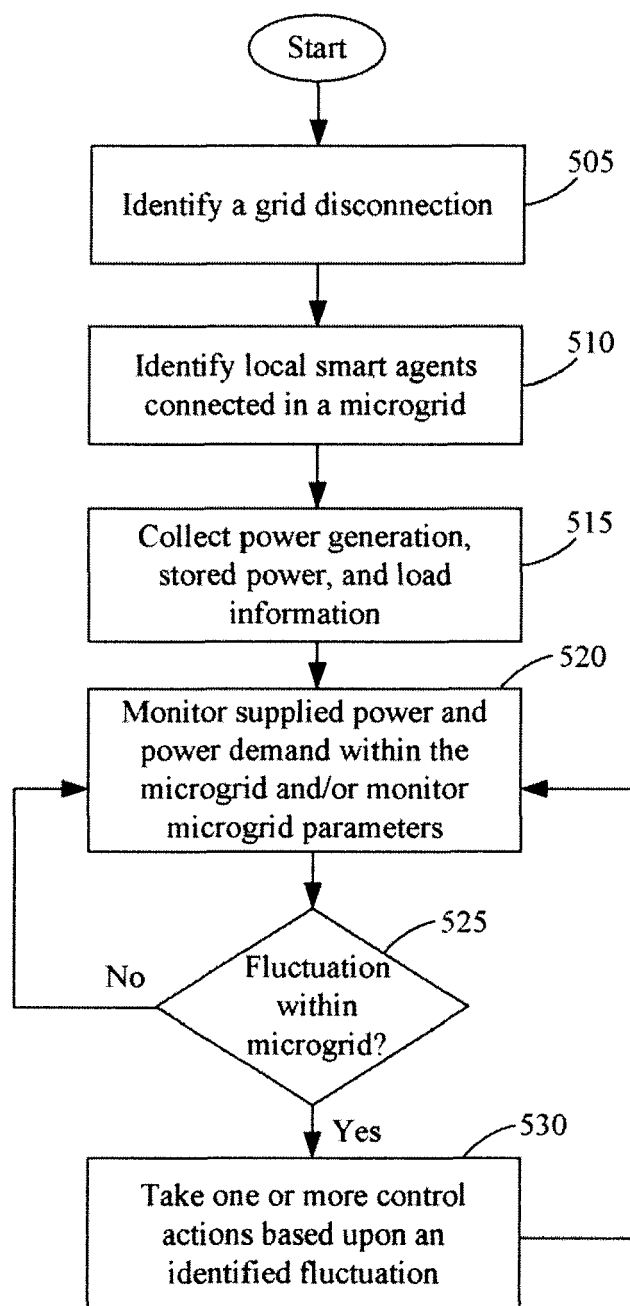 Start
505
Identify a grid disconnection
510
Identify local smart agents
connected in a microgrid
515
Collect power generation,
stored power, and load
information
520
Monitor supplied power and
power demand within the
microgrid and/or monitor
microgrid parameters
525
Fluctuation
within
microgrid?
No
Yes
530
Take one or more control
actions based upon an
identified fluctuation